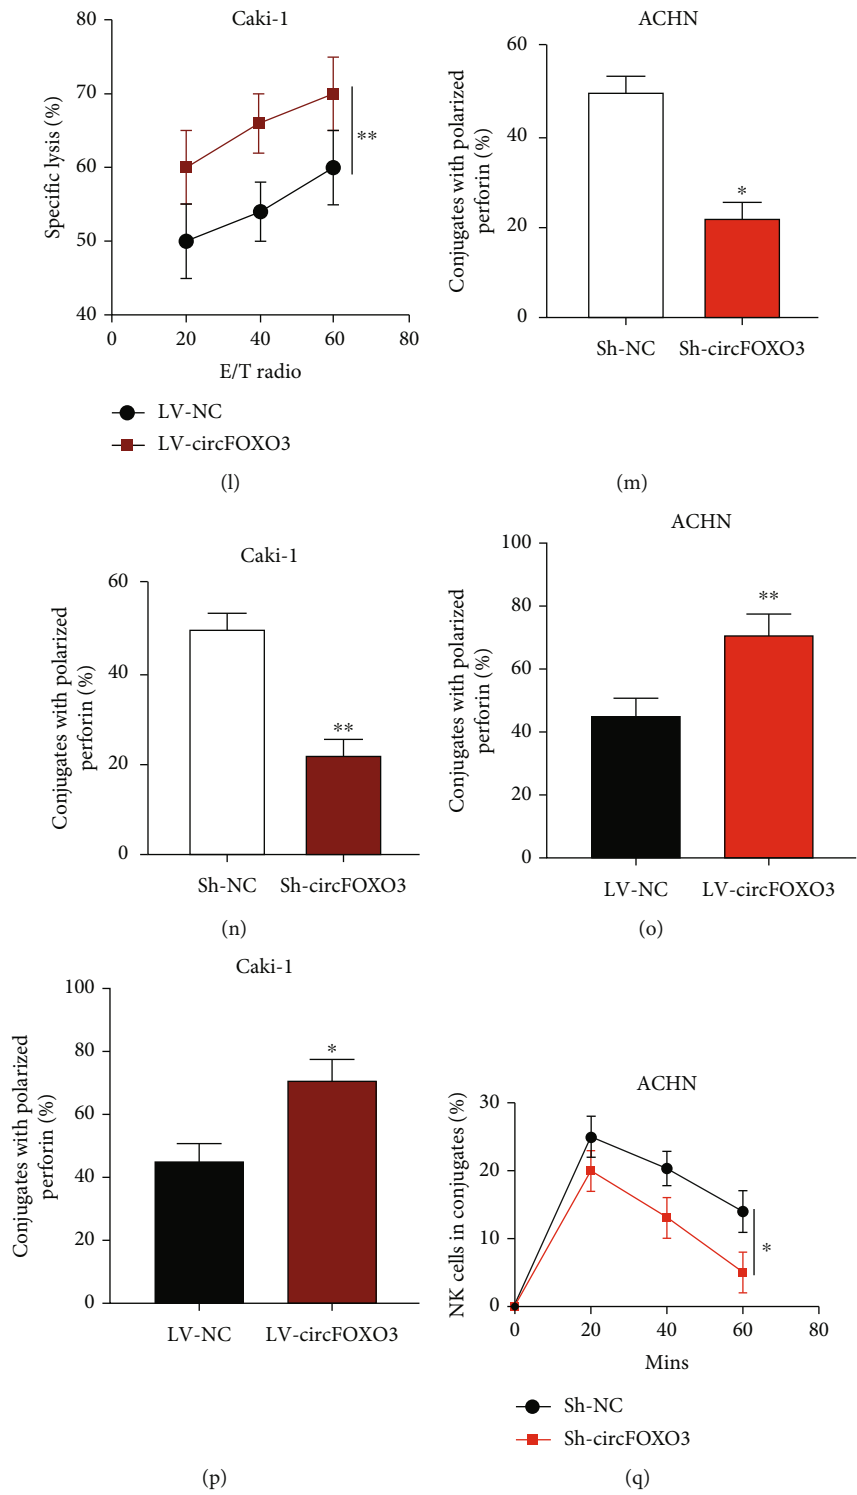 Caki-1
Specific lysis (%)
80
70
60
50
40
**
0
20
40
60
80
E/T radio
LV-NC
LV-circFOXO3
(l)
ACHN
Conjugates with polarized
perforin (%)
60
40
20
0
*
Sh-NC
Sh-circFOXO3
(m)
Caki-1
Conjugates with polarized
perforin (%)
60
40
20
0
**
Sh-NC
Sh-circFOXO3
(n)
ACHN
Conjugates with polarized
perforin (%)
100
80
60
40
20
0
**
LV-NC
LV-circFOXO3
(o)
Caki-1
Conjugates with polarized
perforin (%)
100
80
60
40
20
0
*
LV-NC
LV-circFOXO3
(p)
ACHN
NK cells in conjugates (%)
30
20
10
0
*
0
20
40
60
80
Mins
Sh-NC
Sh-circFOXO3
(q)